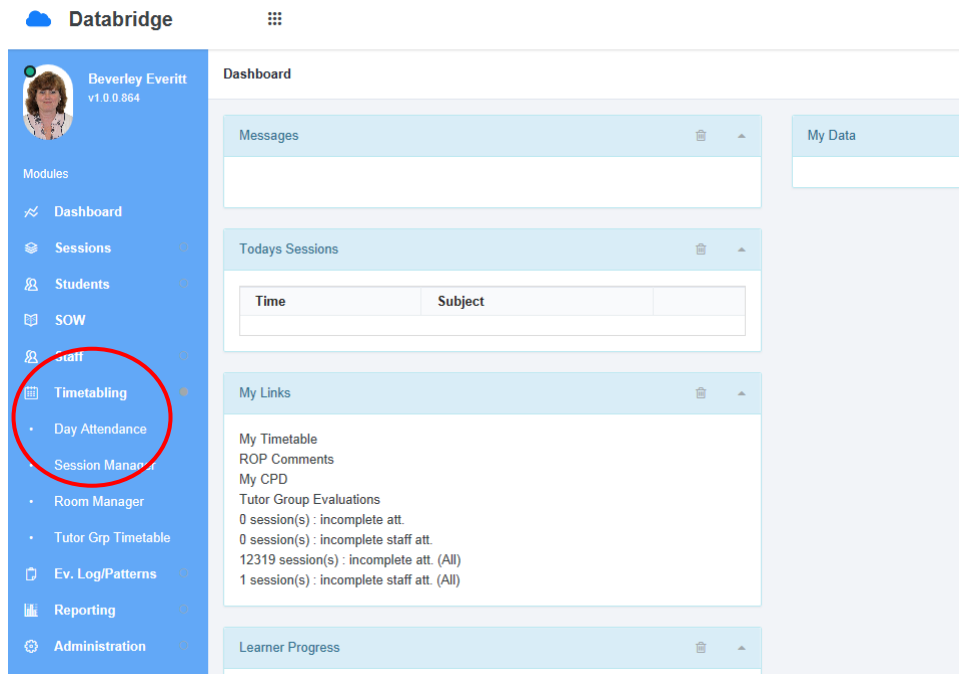 Databridge
Beverley Everitt
v1.0.0.864
Modules
Dashboard
Sessions
Students
SOW
Staff
Timetabling
Day Attendance
Session Manager
Room Manager
Tutor Grp Timetable
Ev. Log/Patterns
Reporting
Administration
Dashboard
Messages
Todays Sessions
Time Subject
My Links
My Timetable
ROP Comments
My CPD
Tutor Group Evaluations
0 session(s) : incomplete att.
0 session(s) : incomplete staff att.
12319 session(s) : incomplete att. (All)
1 session(s) : incomplete staff att. (All)
Learner Progress
My Data